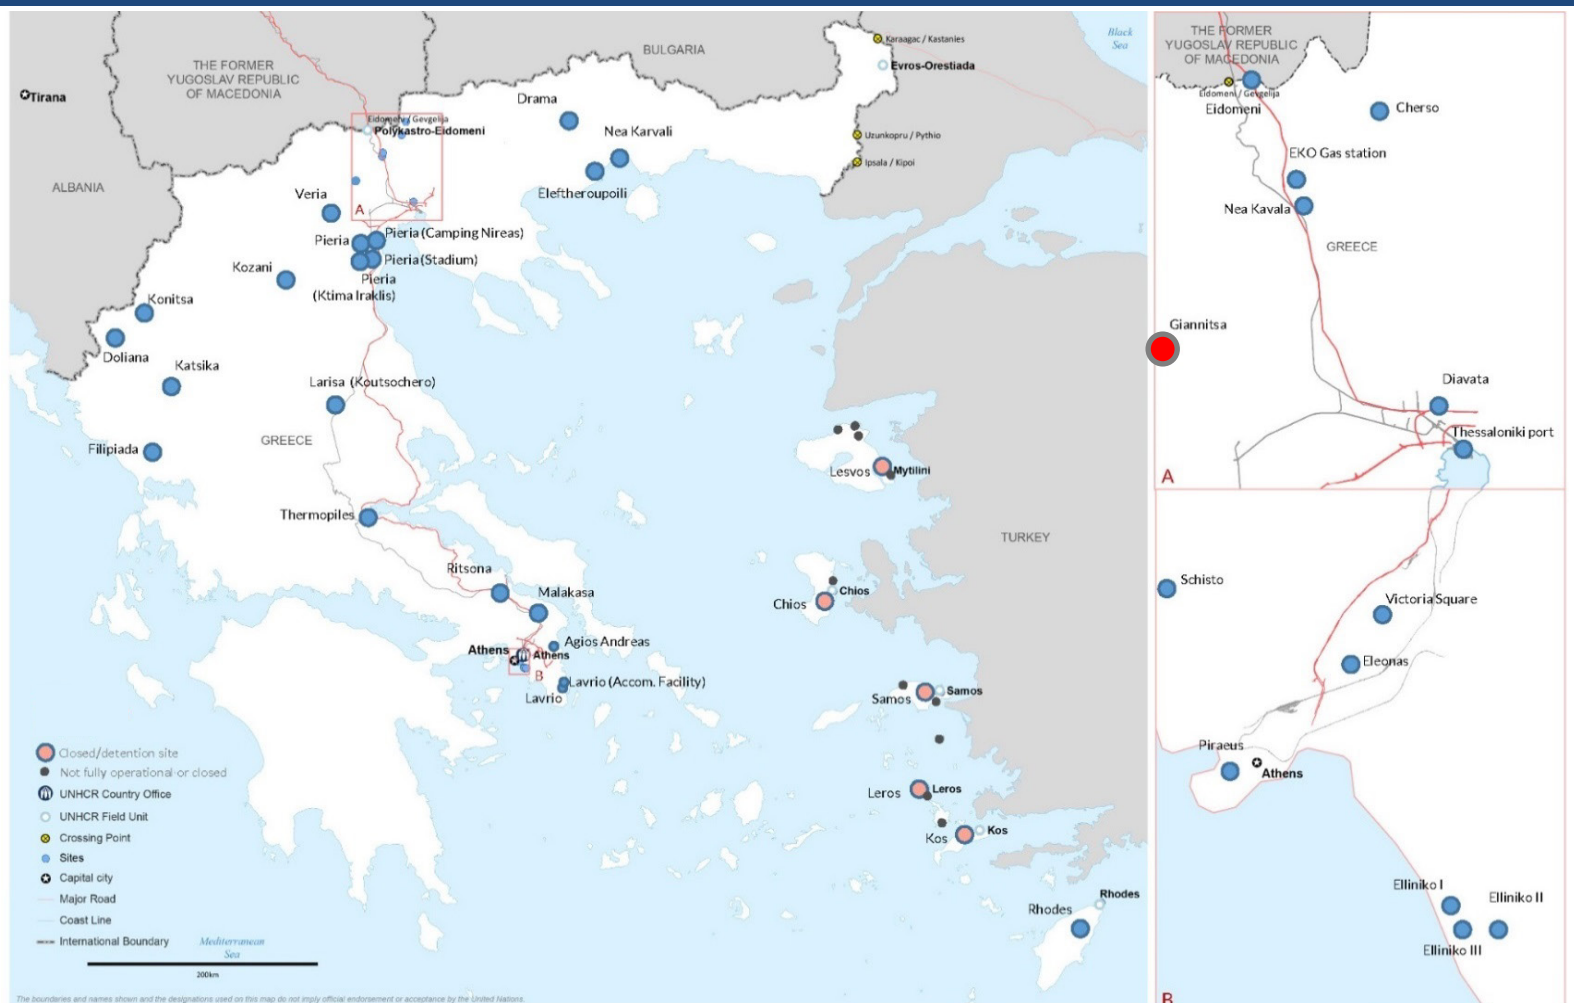 BULGARIA
Black
Sea
Karaagac / Kastanies
Evros-Orestiada
THE FORMER
YUGOSLAV REPUBLIC
OF MACEDONIA
Tirana
Drama
Eidomeni / Gevgelija
Polykastro-Eidomeni
Nea Karvali
Uzunkopru / Pythio
Ipsala / Kipoi
ALBANIA
Veria
A
Eleftheroupoili
Pieria
Pieria (Camping Nireas)
Pieria (Stadium)
Kozani
Pieria
(Ktima Iraklis)
Konitsa
Doliana
Katsika
Larisa (Koutsochero)
GREECE
Filipiada
Lesvos
Mytilini
Thermopiles
TURKEY
Ritsona
Malakasa
Chios
Chios
Agios Andreas
Athens
Athens
B
Lavrio (Accom. Facility)
Lavrio
Samos
Samos
Leros
Leros
Kos
Kos
Rhodes
Rhodes
Closed/detention site
Not fully operational or closed
UNHCR Country Office
UNHCR Field Unit
Crossing Point
Sites
Capital city
Major Road
Coast Line
International Boundary
Mediterranean
Sea
200km
The boundaries and names shown and the designations used on this map do not imply official endorsement or acceptance by the United Nations.
THE FORMER
YUGOSLAV REPUBLIC
OF MACEDONIA
Eidomeni / Gevgelija
Eidomeni
Cherso
EKO Gas station
Nea Kavala
GREECE
Giannitsa
Diavata
Thessaloniki port
A
Schisto
Victoria Square
Eleonas
Piraeus
Athens
Elliniko I
Elliniko II
Elliniko III
B